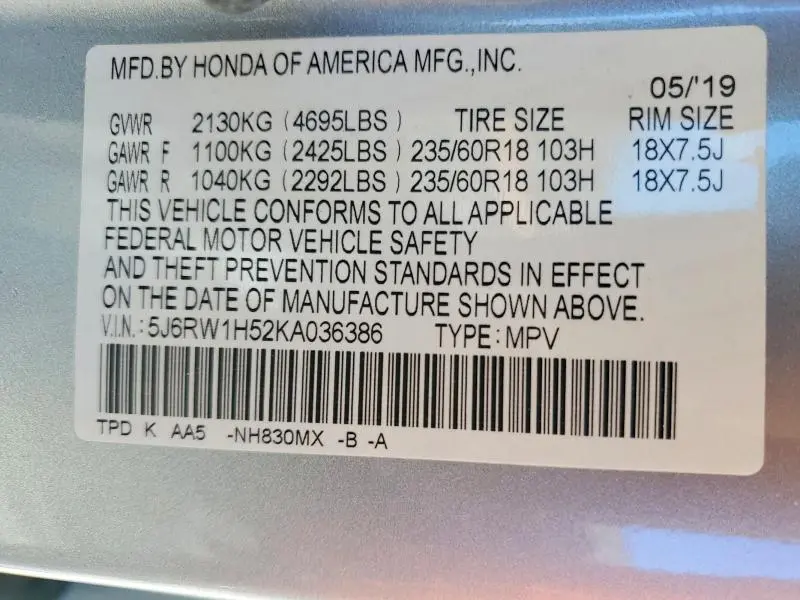 MFD.BY HONDA OF AMERICA MFG.,INC.
05/'19
GVWR 2130KG (4695LBS) TIRE SIZE RIM SIZE
GAWR F 1100KG (2425LBS) 235/60R18 103H 18X7.5J
GAWR R 1040KG (2292LBS) 235/60R18 103H 18X7.5J
THIS VEHICLE CONFORMS TO ALL APPLICABLE
FEDERAL MOTOR VEHICLE SAFETY
AND THEFT PREVENTION STANDARDS IN EFFECT
ON THE DATE OF MANUFACTURE SHOWN ABOVE.
V.I.N.:5J6RW1H52KA036386 TYPE:MPV
TPD K AA5 -NH830MX -B -A